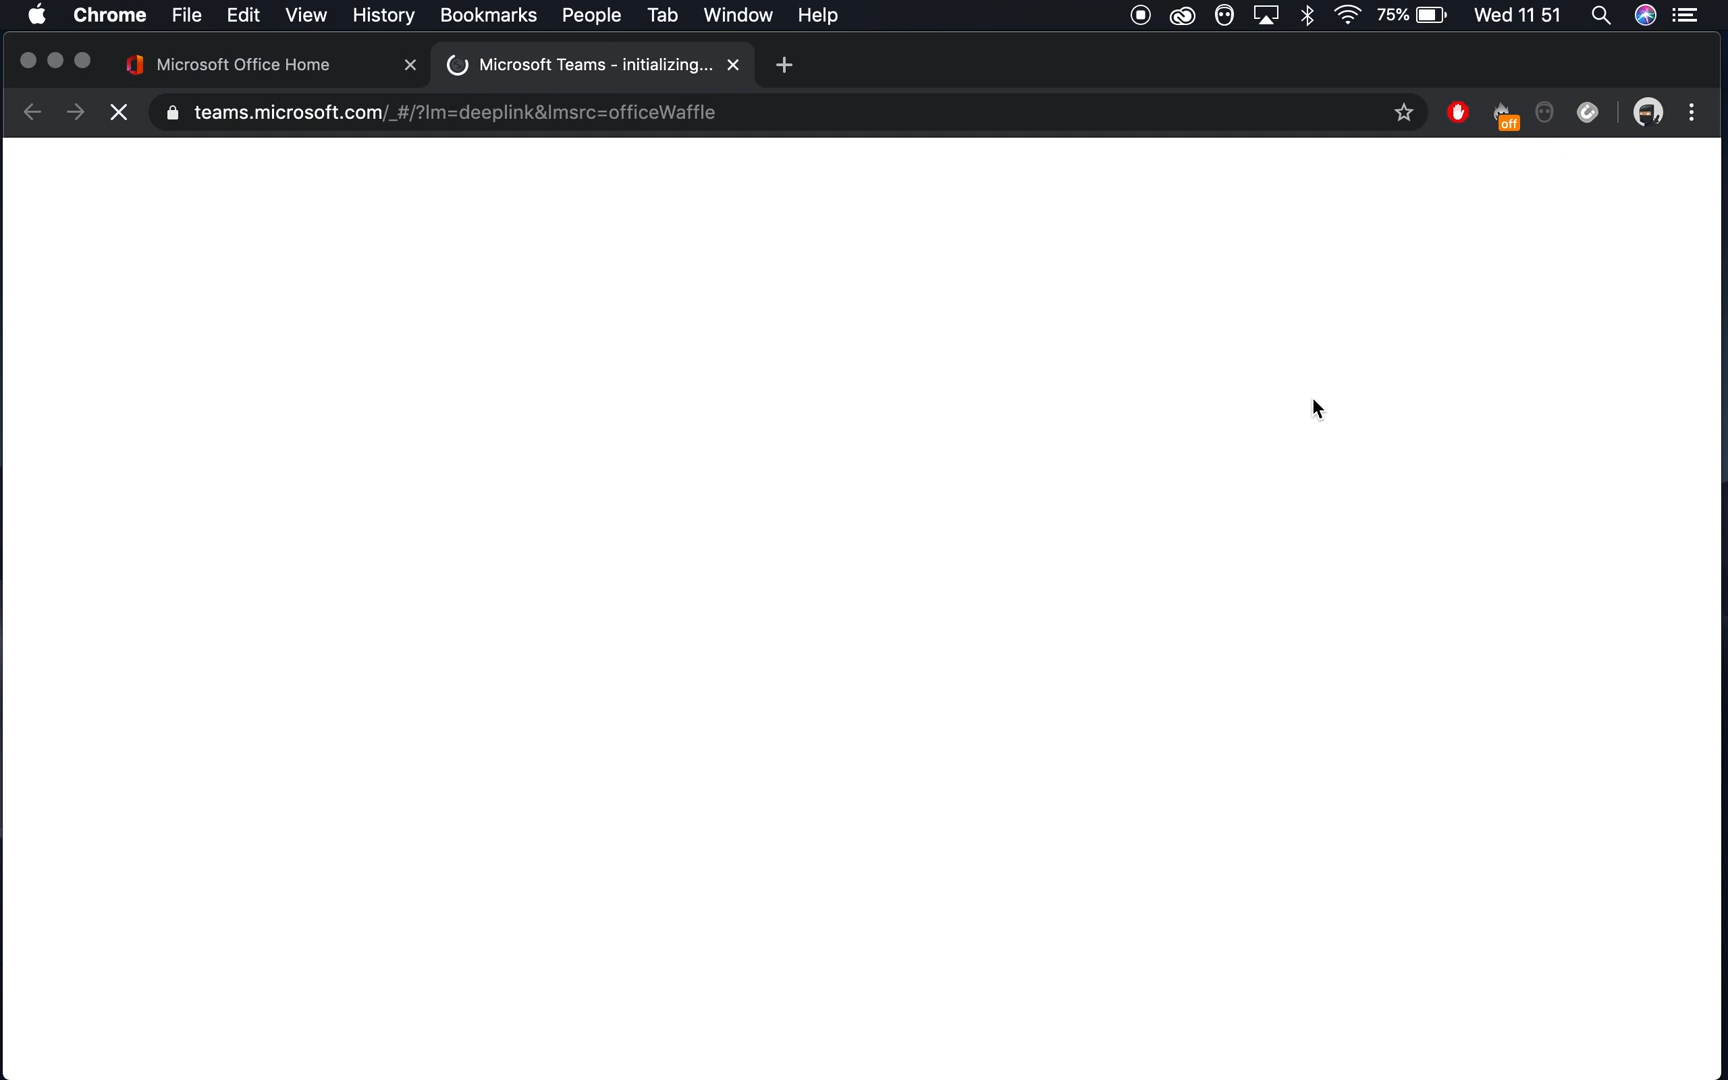 Chrome File Edit View History Bookmarks People Tab Window Help 75% Wed 11 51
Microsoft Office Home Microsoft Teams - initializing...
teams.microsoft.com/_#/?lm=deeplink&lmsrc=officeWaffle off